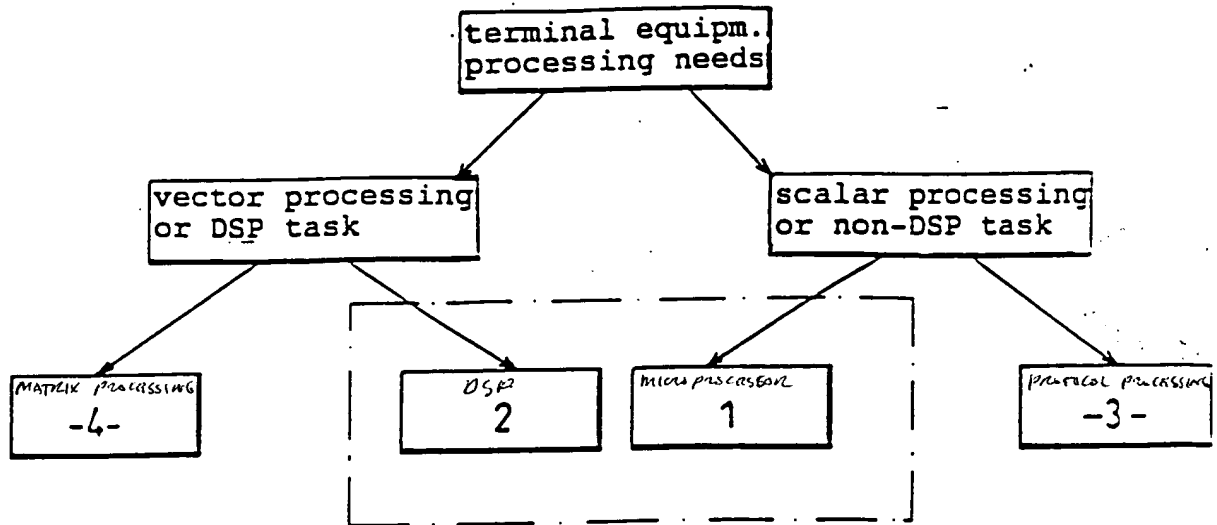 terminal equipm.
processing needs
vector processing
or DSP task
scalar processing
or non-DSP task
MATRIX PROCESSING
-4-
DSP
2
MICROPROCESSOR
1
PROTOCOL PROCESSING
-3-